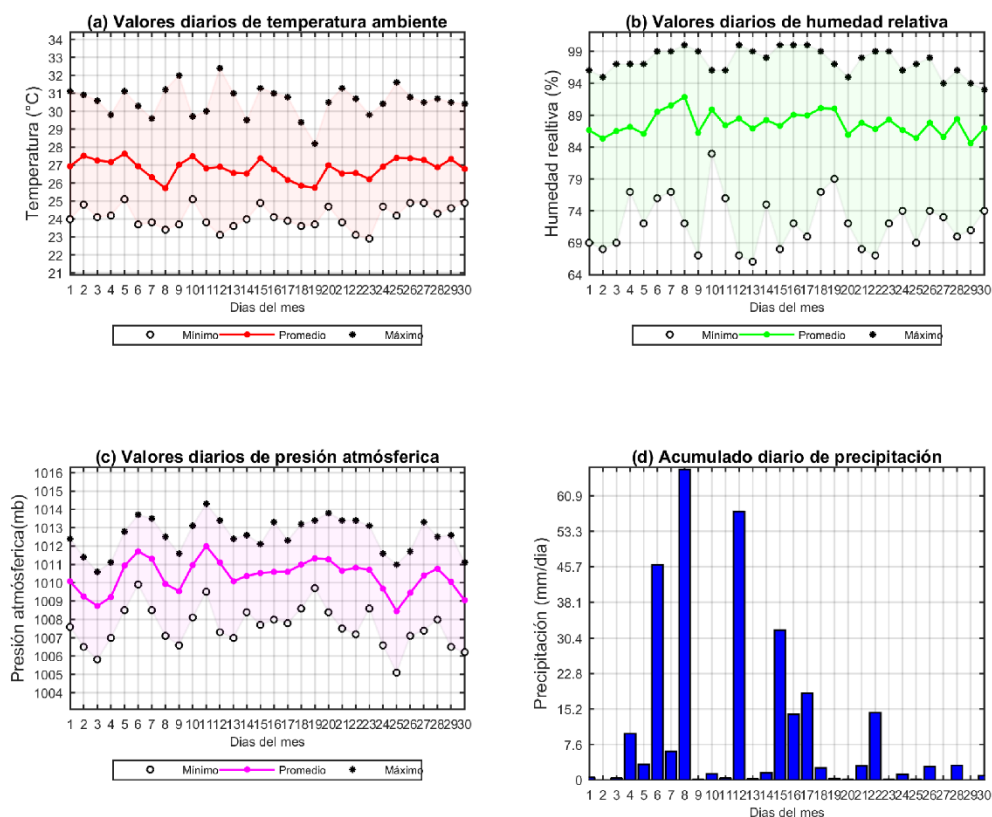 (a) Valores diarios de temperatura ambiente
34
33
32
31
30
29
28
27
26
25
24
23
22
21
Temperatura (°C)
1 2 3 4 5 6 7 8 9 10 11 12 13 14 15 16 17 18 19 20 21 22 23 24 25 26 27 28 29 30
Dias del mes
Mínimo Promedio Máximo
(b) Valores diarios de humedad relativa
99
94
89
84
79
74
69
64
Humedad realtiva (%)
1 2 3 4 5 6 7 8 9 10 11 12 13 14 15 16 17 18 19 20 21 22 23 24 25 26 27 28 29 30
Dias del mes
Mínimo Promedio Máximo
(c) Valores diarios de presión atmósferica
1016
1015
1014
1013
1012
1011
1010
1009
1008
1007
1006
1005
1004
Presión atmósferica(mb)
1 2 3 4 5 6 7 8 9 10 11 12 13 14 15 16 17 18 19 20 21 22 23 24 25 26 27 28 29 30
Dias del mes
Mínimo Promedio Máximo
(d) Acumulado diario de precipitación
60.9
53.3
45.7
38.1
30.4
22.8
15.2
7.6
0
Precipitación (mm/dia)
1 2 3 4 5 6 7 8 9 10 11 12 13 14 15 16 17 18 19 20 21 22 23 24 25 26 27 28 30
Dias del mes